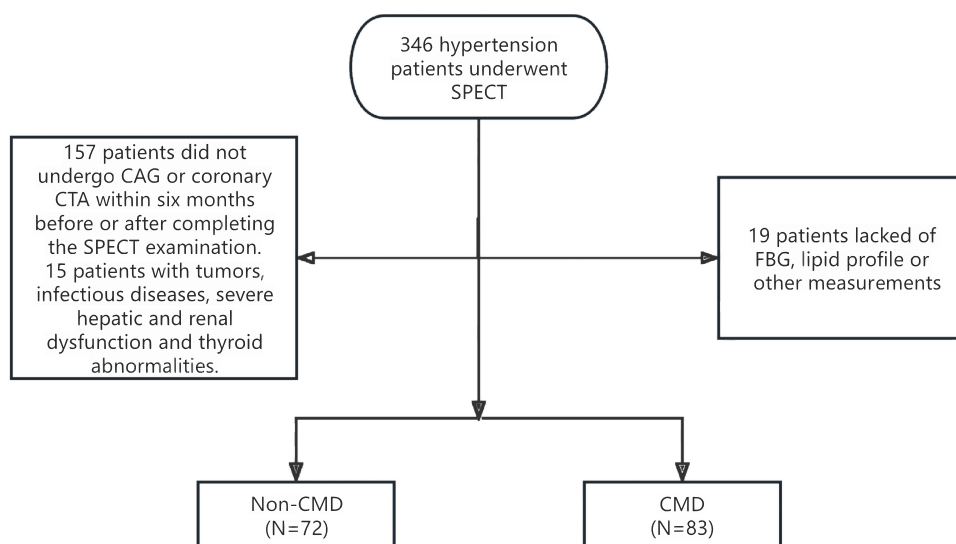 346 hypertension
patients underwent
SPECT
157 patients did not
undergo CAG or coronary
CTA within six months
before or after completing
the SPECT examination.
15 patients with tumors,
infectious diseases, severe
hepatic and renal
dysfunction and thyroid
abnormalities.
19 patients lacked of
FBG, lipid profile or
other measurements
Non-CMD
(N=72)
CMD
(N=83)